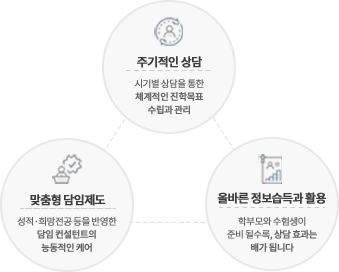 주기적인 상담
시기별 상담을 통한
체계적인 진학목표
수립과 관리
맞춤형 담임제도
성적·희망전공 등을 반영한
담임 컨설턴트의
능동적인 케어
올바른 정보습득과 활용
학부모와 수험생이
준비 될수록, 상담 효과는
배가 됩니다